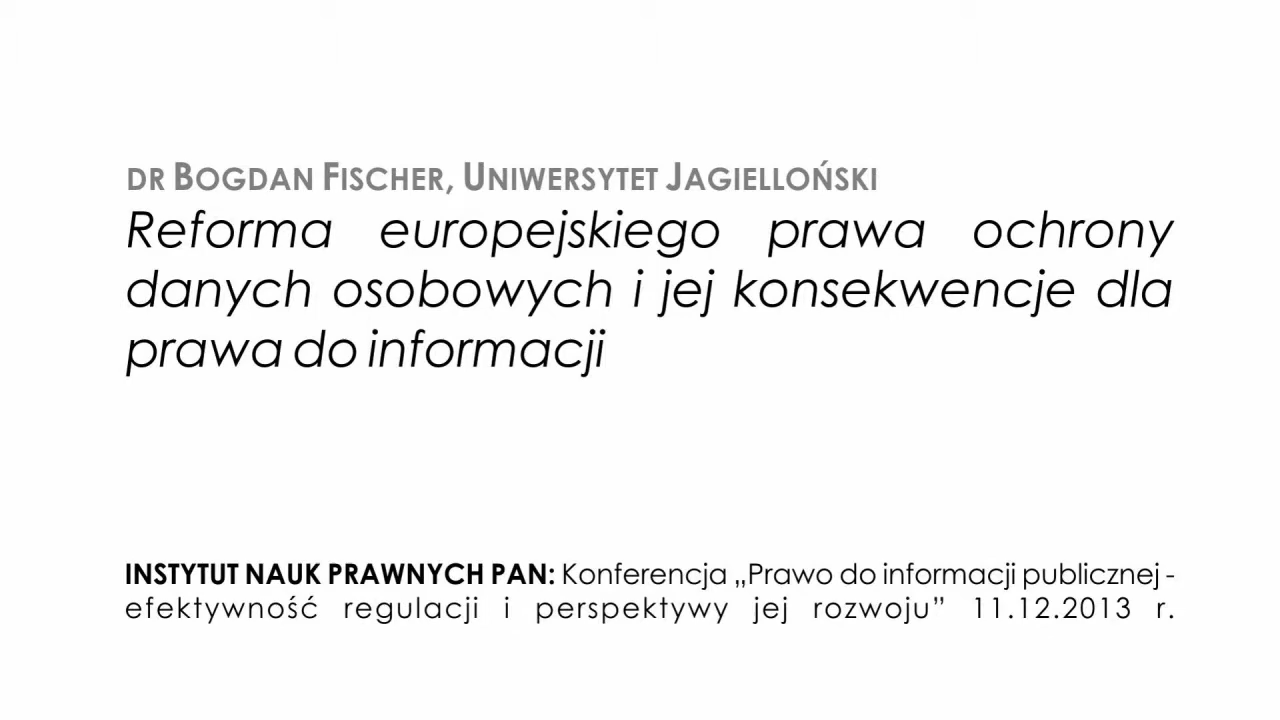 DR BOGDAN FISCHER, UNIWERSYTET JAGIELLOŃSKI
Reforma europejskiego prawa ochrony
danych osobowych i jej konsekwencje dla
prawa do informacji
INSTYTUT NAUK PRAWNYCH PAN: Konferencja „Prawo do informacji publicznej -
efektywność regulacji i perspektywy jej rozwoju” 11.12.2013 r.